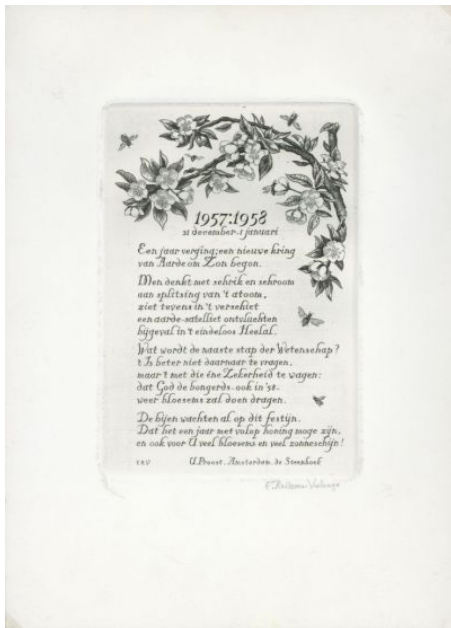 1957:1958
21 december-1 januari
Een jaar verging; een nieuwe kring
van Aarde om Zon begon.
Men denkt met schrik en schroom
aan splitsing van 't atoom,
ziet tevens in 't verschiet
een aarde-satelliet ontvluchten
bijgeval in 't eindeloos Heelal.
Wat wordt de naaste stap der Wetenschap?
't Is beter niet daarnaar te vragen,
maar 't met die éne Zekerheid te wagen:
dat God de bongerds ook in '58
weer bloesems zal doen dragen.
De bijen wachten al op dit festijn.
Dat het een jaar met volop honing moge zijn,
en ook voor U veel bloesems en veel zonneschijn!
U. Proost. Amsterdam. de Steenhoek
E. Reitsma-Valença